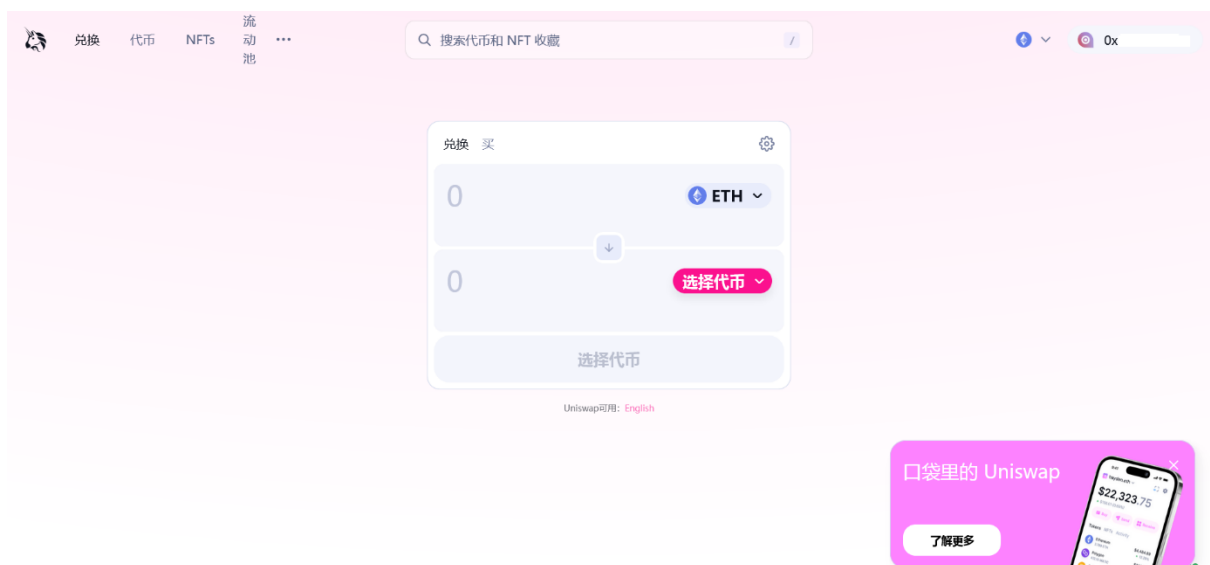 兑换
代币
NFTs
流
动
池
搜索代币和 NFT 收藏
/
0x
兑换 买
0
ETH
0
选择代币
选择代币
Uniswap可用: English
口袋里的 Uniswap
$22,323.75
了解更多